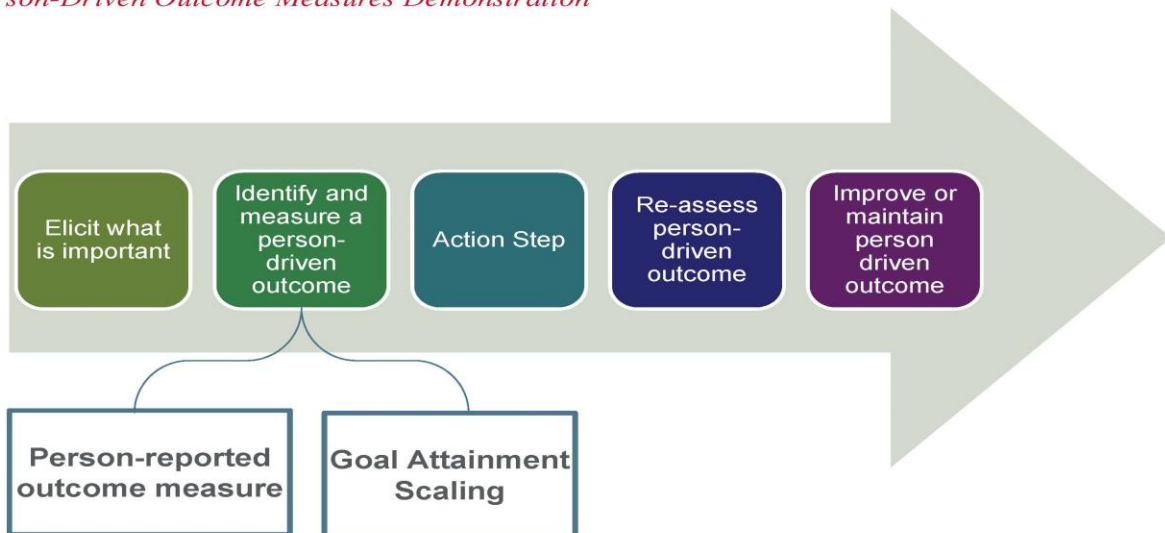 son-Driven Outcome Measures Demonstration
Elicit what
is important
Identify and
measure a
person-
driven
outcome
Action Step
Re-assess
person-
driven
outcome
Improve or
maintain
person
driven
outcome
Person-reported
outcome measure
Goal Attainment
Scaling